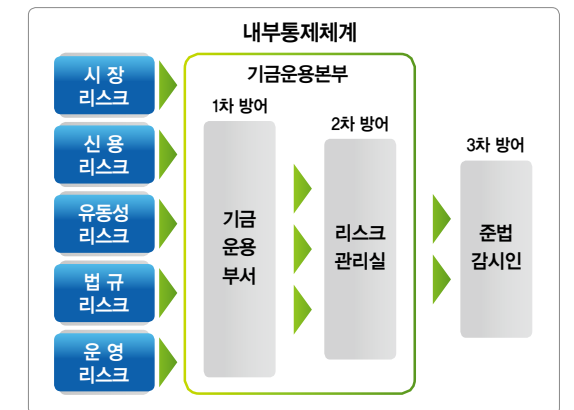 내부통제체계
기금운용본부
시 장
리스크
신 용
리스크
유동성
리스크
법 규
리스크
운 영
리스크
1차 방어
기금
운용
부서
2차 방어
리스크
관리실
3차 방어
준법
감시인